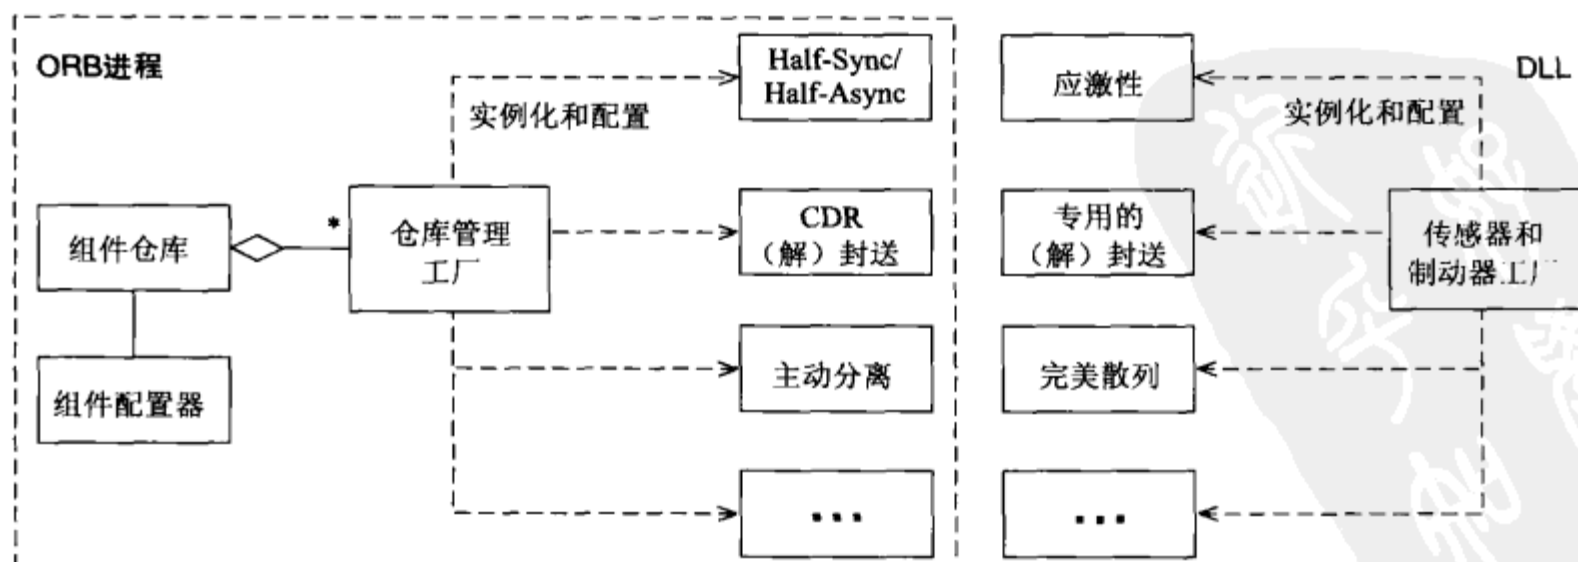 ORB进程
Half-Sync/
Half-Async
应激性
DLL
实例化和配置
实例化和配置
组件仓库
*
仓库管理
工厂
CDR
（解）封送
专用的
（解）封送
传感器和
制动器工厂
主动分离
完美散列
组件配置器
▪▪▪
▪▪▪